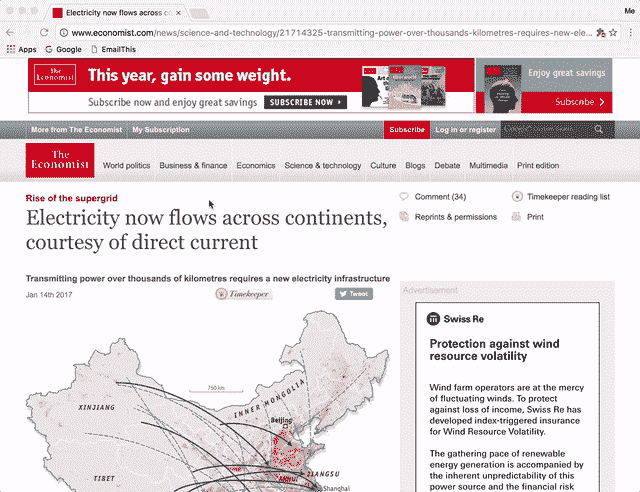 Electricity now flows across co
Me
www.economist.com/news/science-and-technology/21714325-transmitting-power-over-thousands-kilometres-requires-new-ele...
Apps Google EmailThis
The Economist
This year, gain some weight.
Subscribe now and enjoy great savings SUBSCRIBE NOW
Enjoy great savings
Subscribe
More from The Economist My Subscription Subscribe Log in or register
The
Economist
World politics Business & finance Economics Science & technology Culture Blogs Debate Multimedia Print edition
Rise of the supergrid
Electricity now flows across continents,
courtesy of direct current
Comment (34) Timekeeper reading list
Reprints & permissions Print
Transmitting power over thousands of kilometres requires a new electricity infrastructure
Jan 14th 2017 Timekeeper Tweet
750 km
XINJIANG
INNER MONGOLIA
Beijing
TIBET
ANHUI
JIANGSU
Shanghai
Advertisement
Swiss Re
Protection against wind
resource volatility
Wind farm operators are at the mercy
of fluctuating winds. To protect
against loss of income, Swiss Re has
developed index-triggered insurance
for Wind Resource Volatility.
The gathering pace of renewable
energy generation is accompanied by
the inherent unpredictability of this
power source and the financial risk